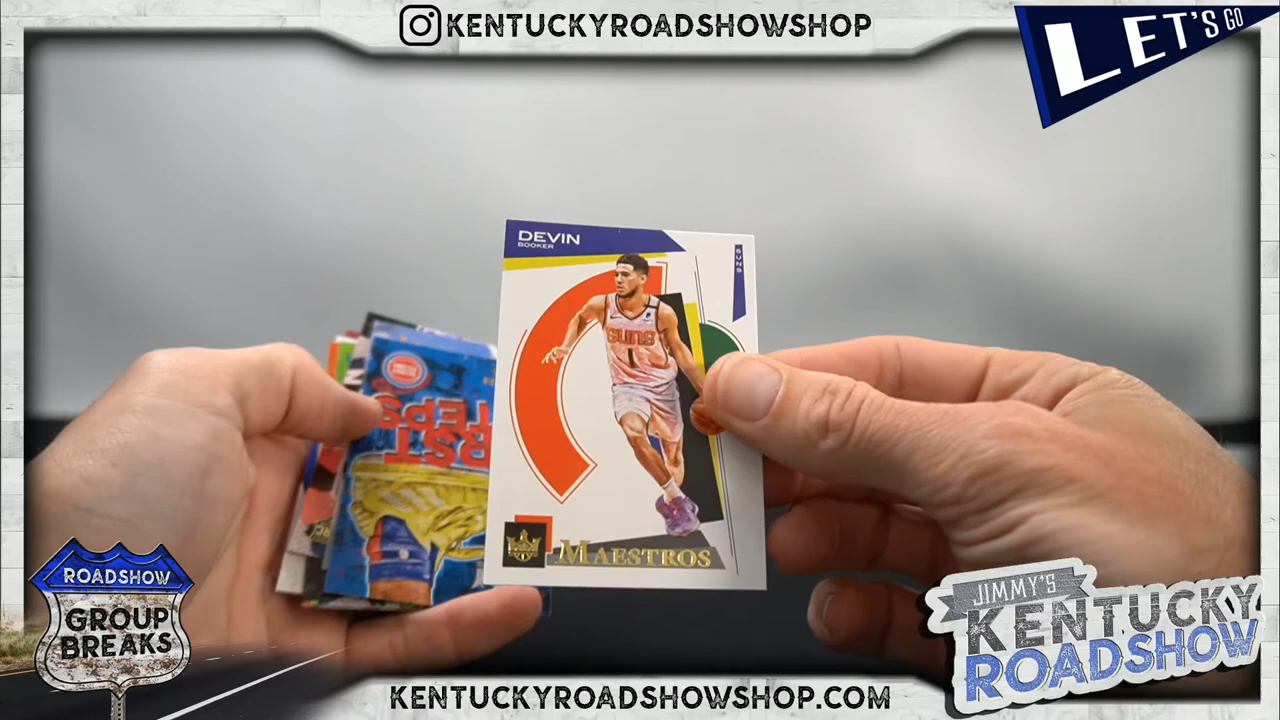 KENTUCKYROADSHOWSHOP
LET'S GO
DEVIN
BOOKER
SUNS
SUNS
1
MAESTROS
ROADSHOW
GROUP
BREAKS
JIMMY'S
KENTUCKY
ROADSHOW
KENTUCKYROADSHOWSHOP.COM